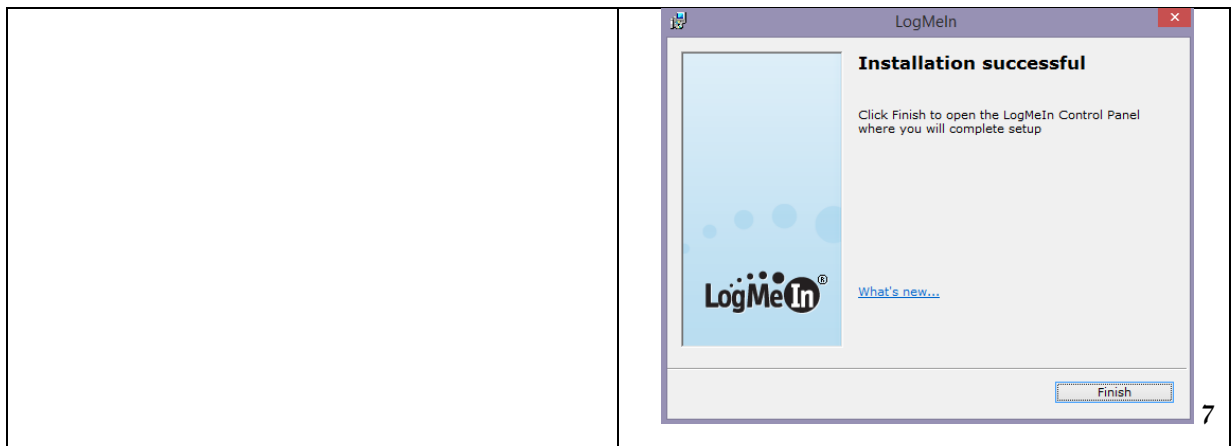 LogMeIn
Installation successful
Click Finish to open the LogMeIn Control Panel
where you will complete setup
LogMeIn®
What's new...
Finish
7